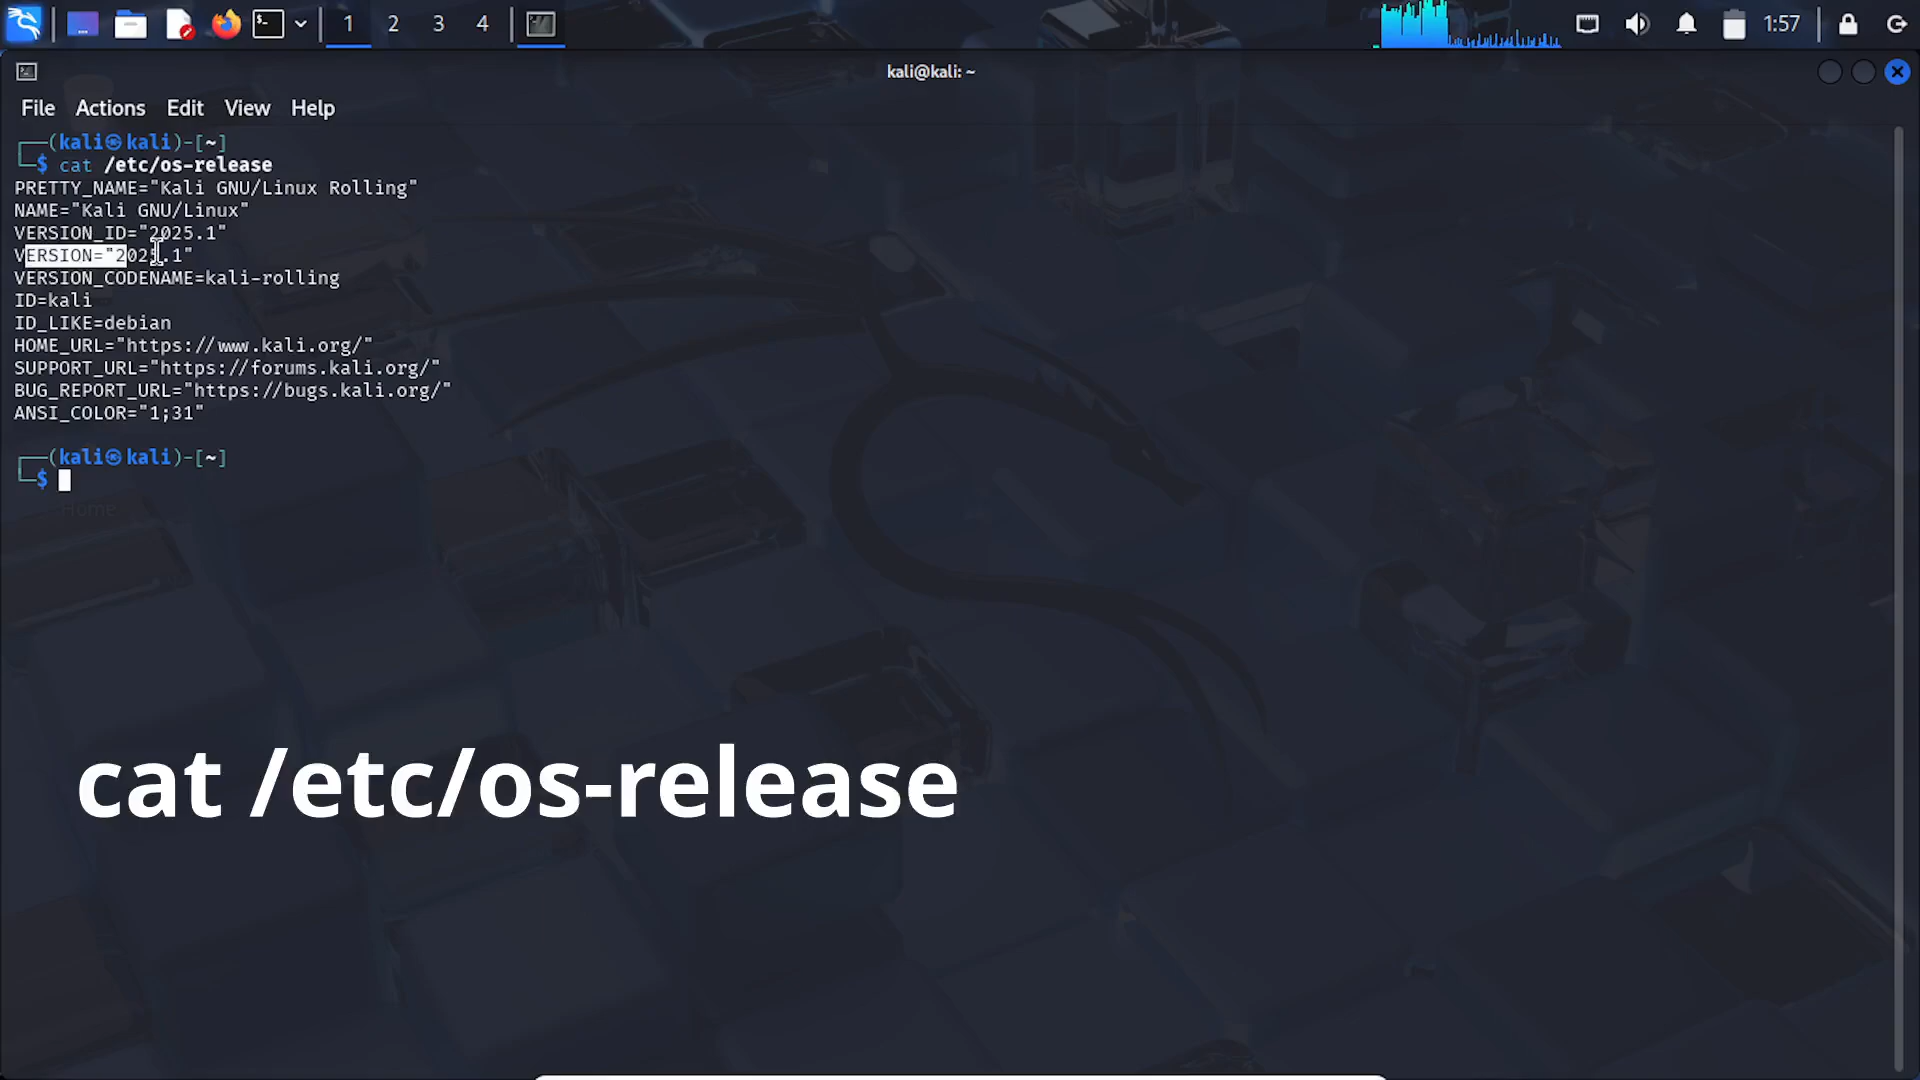 1 2 3 4 1:57
kali@kali: ~
File Actions Edit View Help
┌──(kali㉿kali)-[~]
└─$ cat /etc/os-release
PRETTY_NAME="Kali GNU/Linux Rolling"
NAME="Kali GNU/Linux"
VERSION_ID="2025.1"
VERSION="2025.1"
VERSION_CODENAME=kali-rolling
ID=kali
ID_LIKE=debian
HOME_URL="https://www.kali.org/"
SUPPORT_URL="https://forums.kali.org/"
BUG_REPORT_URL="https://bugs.kali.org/"
ANSI_COLOR="1;31"
┌──(kali㉿kali)-[~]
└─$
Home
cat /etc/os-release